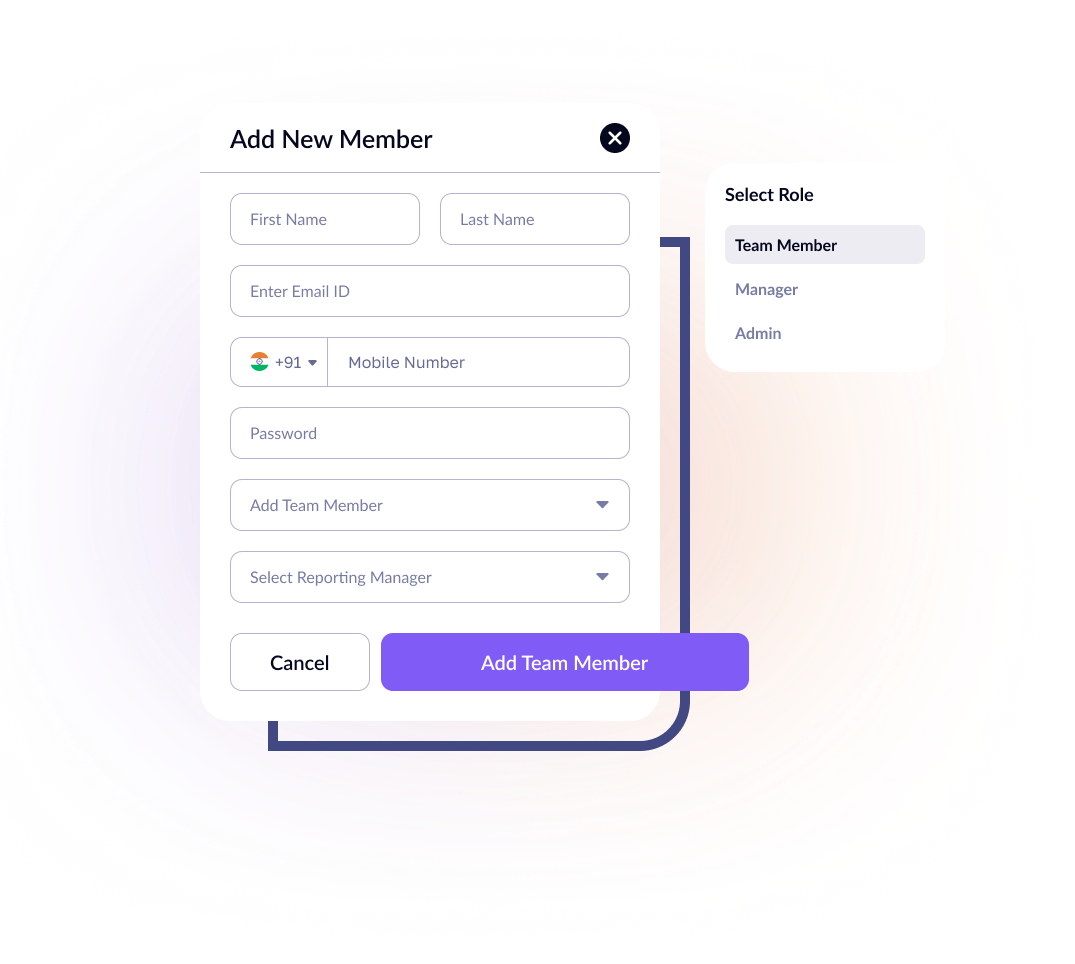 Add New Member
First Name Last Name
Enter Email ID
+91 Mobile Number
Password
Add Team Member
Select Reporting Manager
Cancel Add Team Member
Select Role
Team Member
Manager
Admin